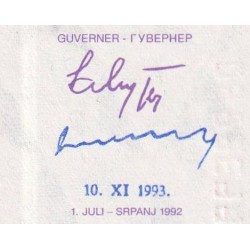 GUVERNER - ГУВЕРНЕР
10. XI 1993.
1. JULI – SRPANJ 1992